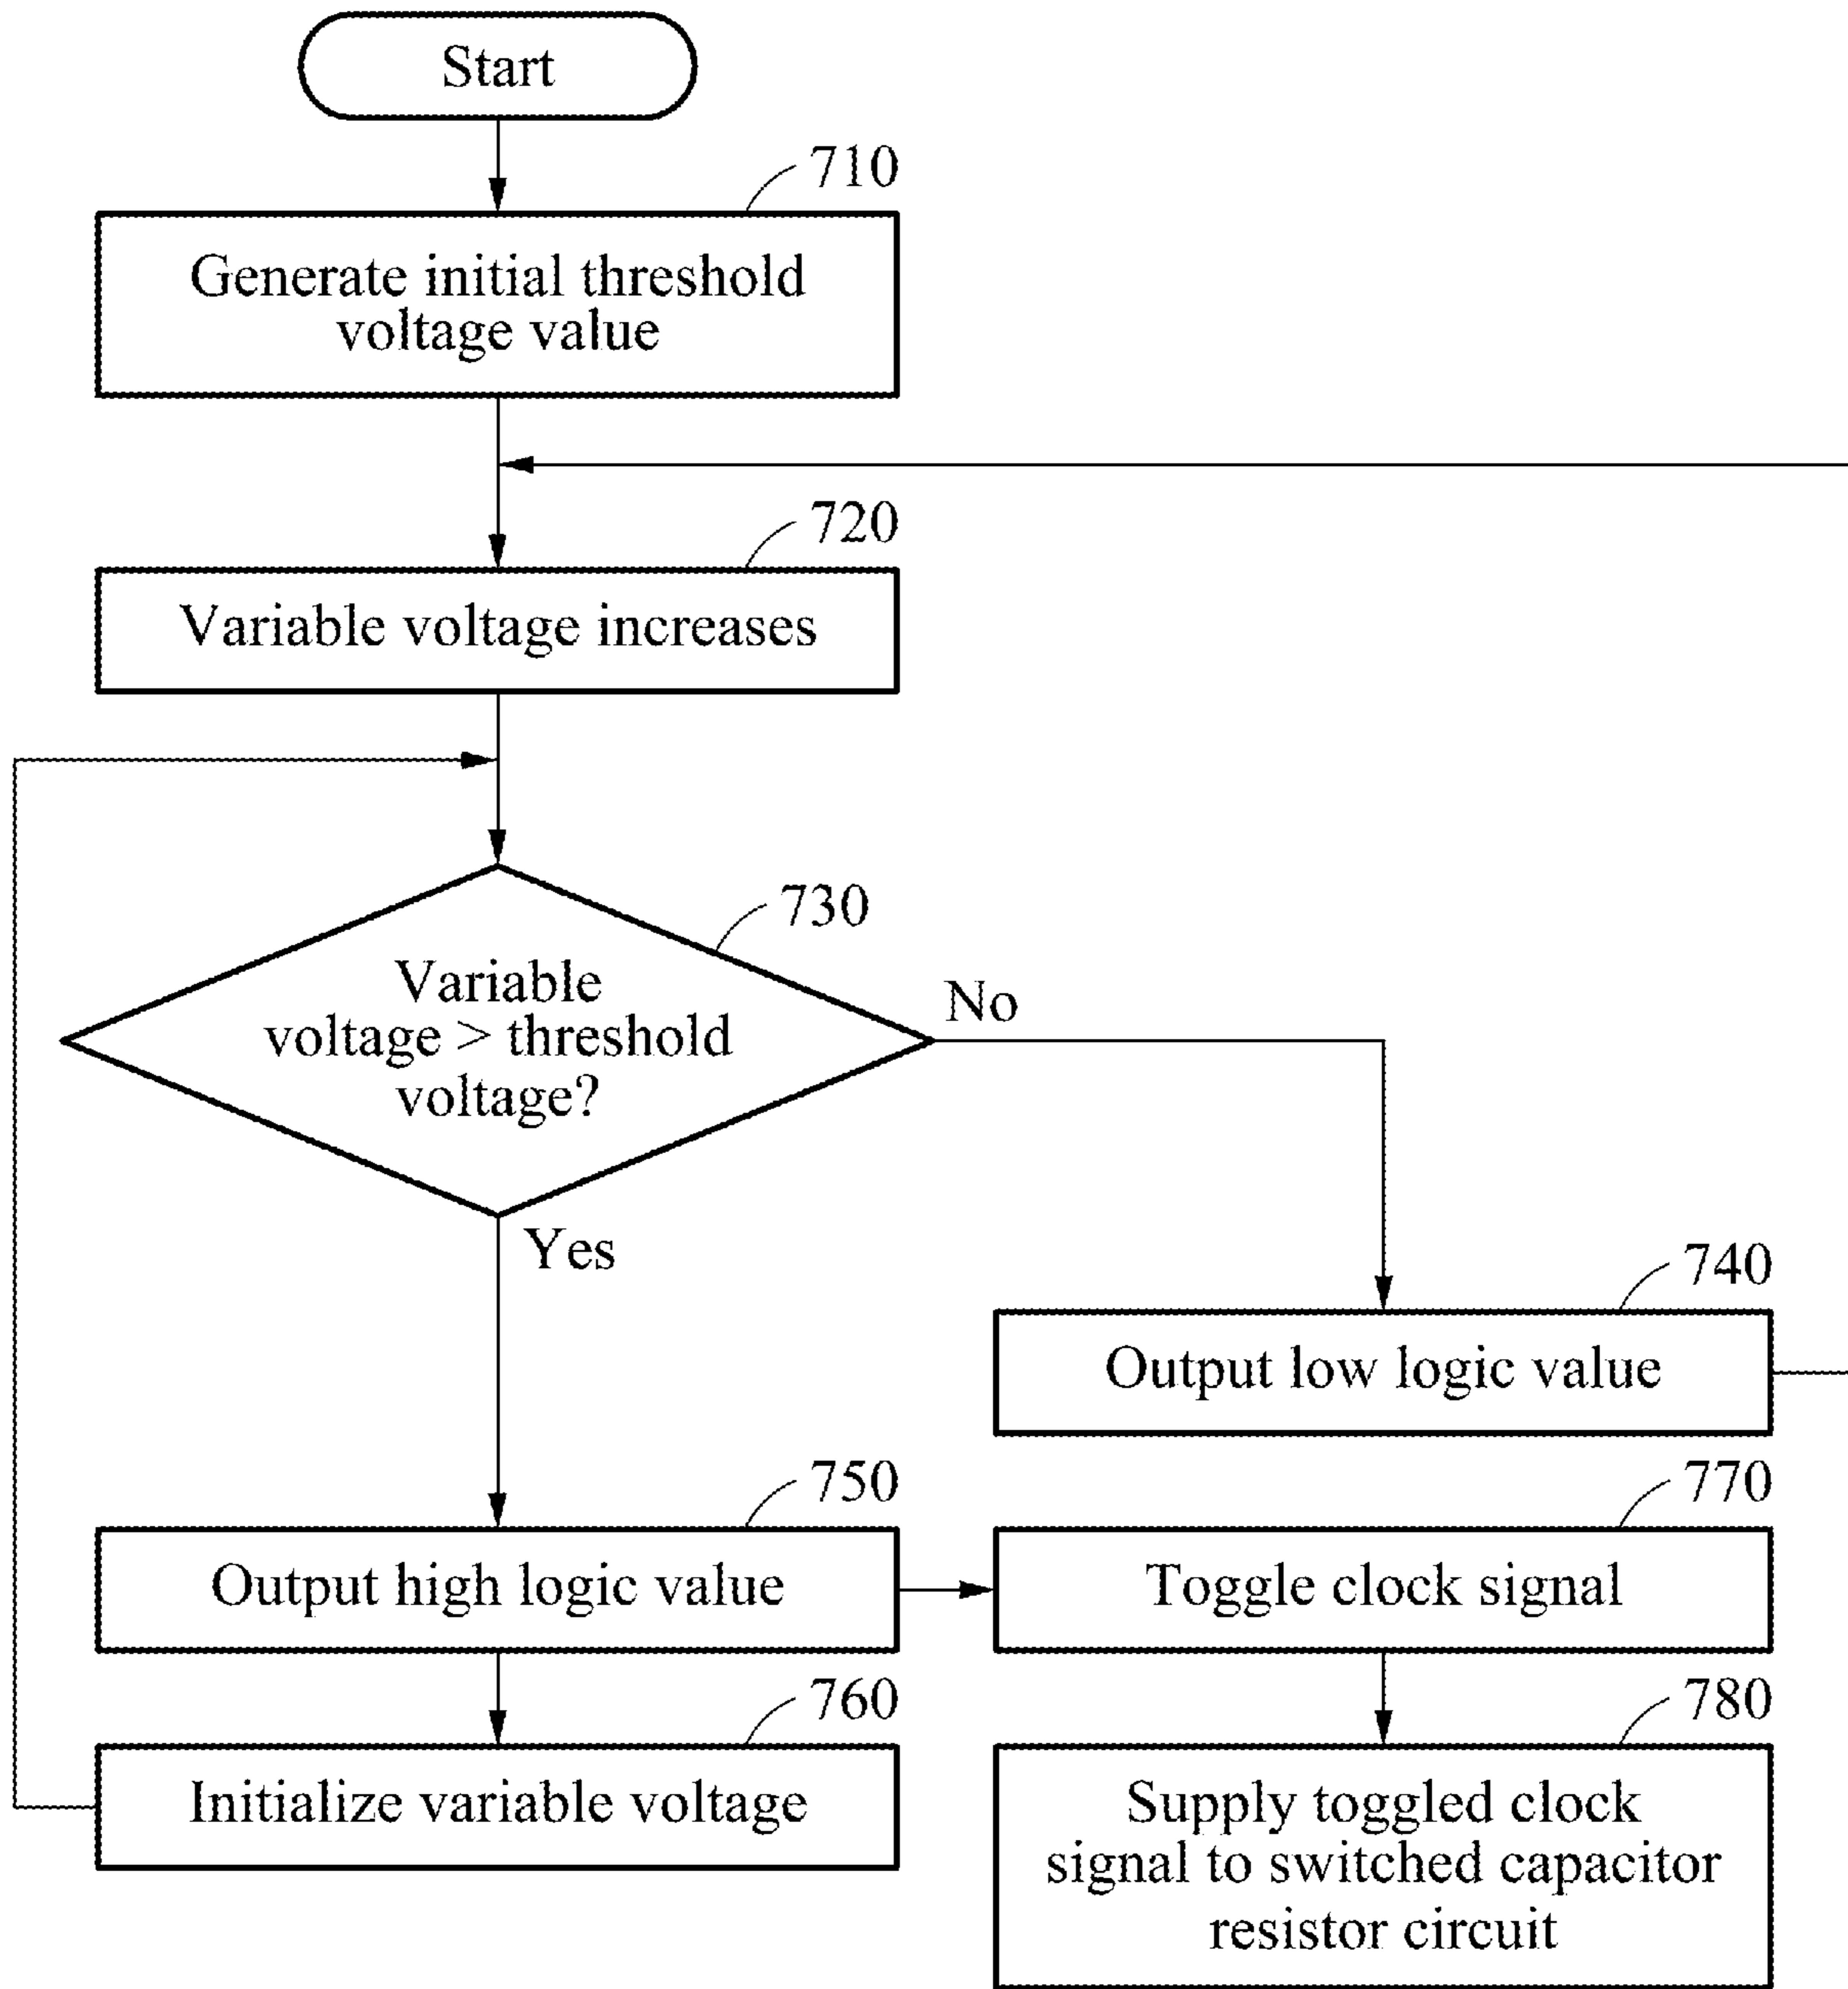 Start
710
Generate initial threshold
voltage value
720
Variable voltage increases
730
Variable
voltage > threshold
voltage?
No
Yes
740
Output low logic value
750
Output high logic value
770
Toggle clock signal
760
Initialize variable voltage
780
Supply toggled clock
signal to switched capacitor
resistor circuit